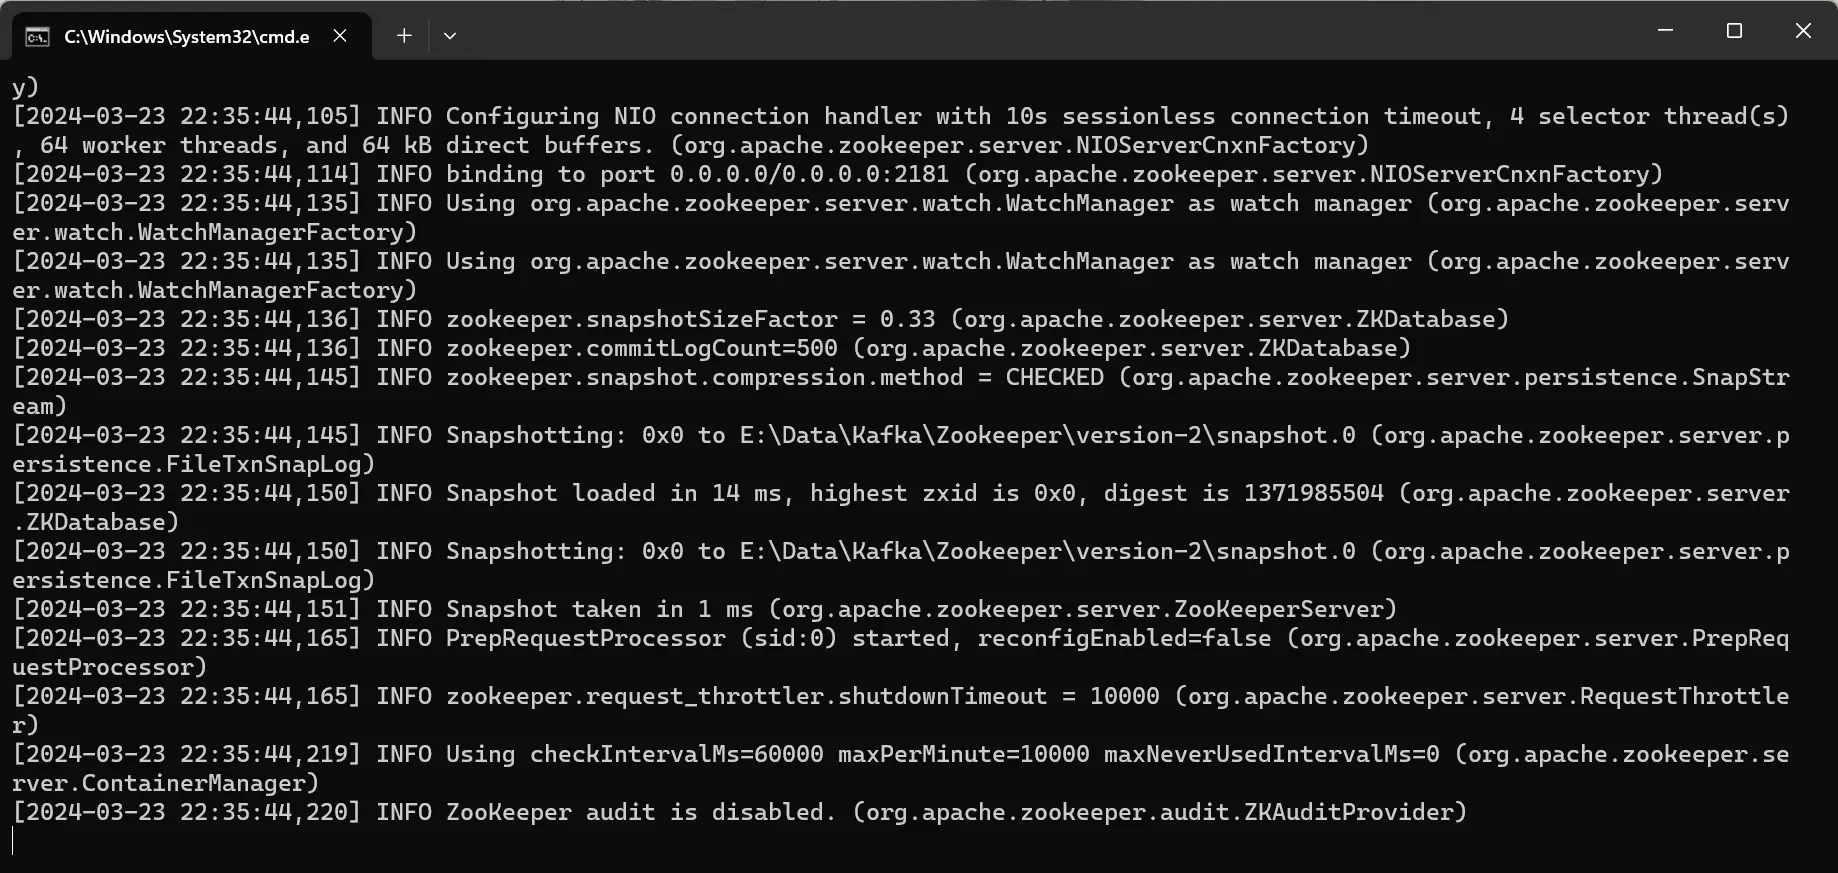 C:\Windows\System32\cmd.e
y)
[2024-03-23 22:35:44,105] INFO Configuring NIO connection handler with 10s sessionless connection timeout, 4 selector thread(s)
, 64 worker threads, and 64 kB direct buffers. (org.apache.zookeeper.server.NIOServerCnxnFactory)
[2024-03-23 22:35:44,114] INFO binding to port 0.0.0.0/0.0.0.0:2181 (org.apache.zookeeper.server.NIOServerCnxnFactory)
[2024-03-23 22:35:44,135] INFO Using org.apache.zookeeper.server.watch.WatchManager as watch manager (org.apache.zookeeper.serv
er.watch.WatchManagerFactory)
[2024-03-23 22:35:44,135] INFO Using org.apache.zookeeper.server.watch.WatchManager as watch manager (org.apache.zookeeper.serv
er.watch.WatchManagerFactory)
[2024-03-23 22:35:44,136] INFO zookeeper.snapshotSizeFactor = 0.33 (org.apache.zookeeper.server.ZKDatabase)
[2024-03-23 22:35:44,136] INFO zookeeper.commitLogCount=500 (org.apache.zookeeper.server.ZKDatabase)
[2024-03-23 22:35:44,145] INFO zookeeper.snapshot.compression.method = CHECKED (org.apache.zookeeper.server.persistence.SnapStr
eam)
[2024-03-23 22:35:44,145] INFO Snapshotting: 0x0 to E:\Data\Kafka\Zookeeper\version-2\snapshot.0 (org.apache.zookeeper.server.p
ersistence.FileTxnSnapLog)
[2024-03-23 22:35:44,150] INFO Snapshot loaded in 14 ms, highest zxid is 0x0, digest is 1371985504 (org.apache.zookeeper.server
.ZKDatabase)
[2024-03-23 22:35:44,150] INFO Snapshotting: 0x0 to E:\Data\Kafka\Zookeeper\version-2\snapshot.0 (org.apache.zookeeper.server.p
ersistence.FileTxnSnapLog)
[2024-03-23 22:35:44,151] INFO Snapshot taken in 1 ms (org.apache.zookeeper.server.ZooKeeperServer)
[2024-03-23 22:35:44,165] INFO PrepRequestProcessor (sid:0) started, reconfigEnabled=false (org.apache.zookeeper.server.PrepReq
uestProcessor)
[2024-03-23 22:35:44,165] INFO zookeeper.request_throttler.shutdownTimeout = 10000 (org.apache.zookeeper.server.RequestThrottle
r)
[2024-03-23 22:35:44,219] INFO Using checkIntervalMs=60000 maxPerMinute=10000 maxNeverUsedIntervalMs=0 (org.apache.zookeeper.se
rver.ContainerManager)
[2024-03-23 22:35:44,220] INFO ZooKeeper audit is disabled. (org.apache.zookeeper.audit.ZKAuditProvider)